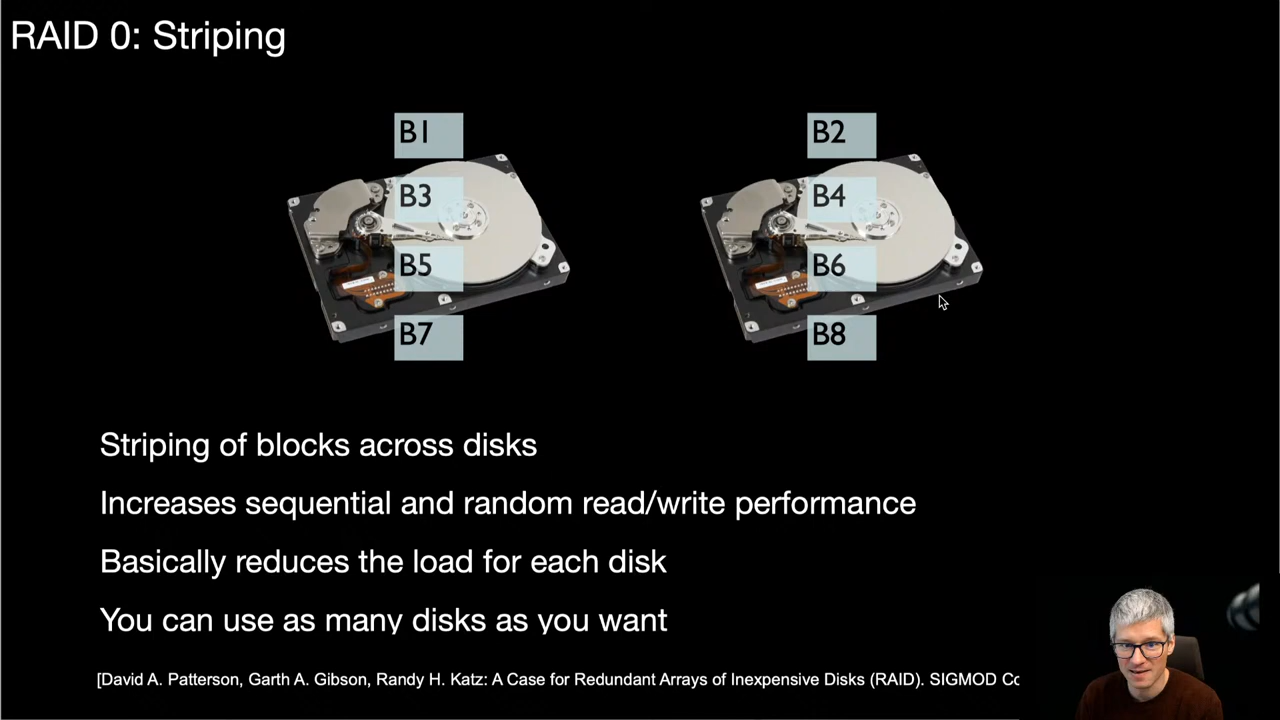 RAID 0: Striping
B1
B2
B3
B4
B5
B6
B7
B8
Striping of blocks across disks
Increases sequential and random read/write performance
Basically reduces the load for each disk
You can use as many disks as you want
[David A. Patterson, Garth A. Gibson, Randy H. Katz: A Case for Redundant Arrays of Inexpensive Disks (RAID). SIGMOD Co